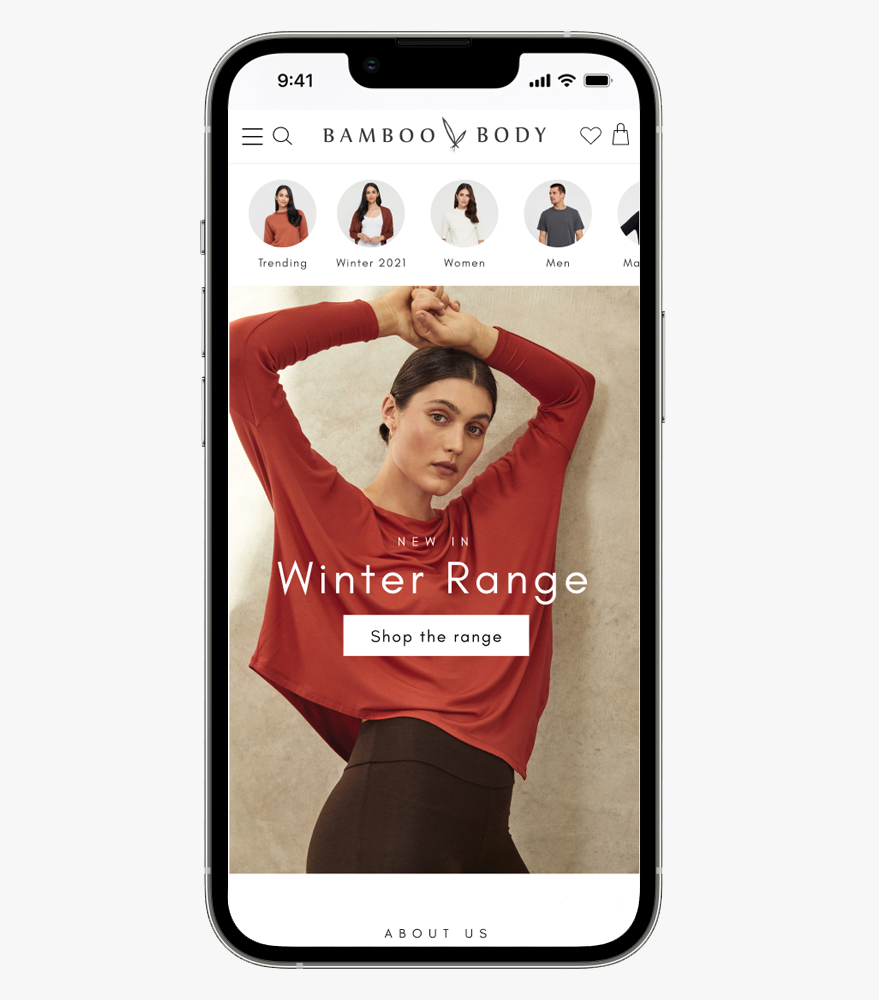 9:41
BAMBOO BODY
Trending Winter 2021 Women Men Ma
NEW IN
Winter Range
Shop the range
ABOUT US